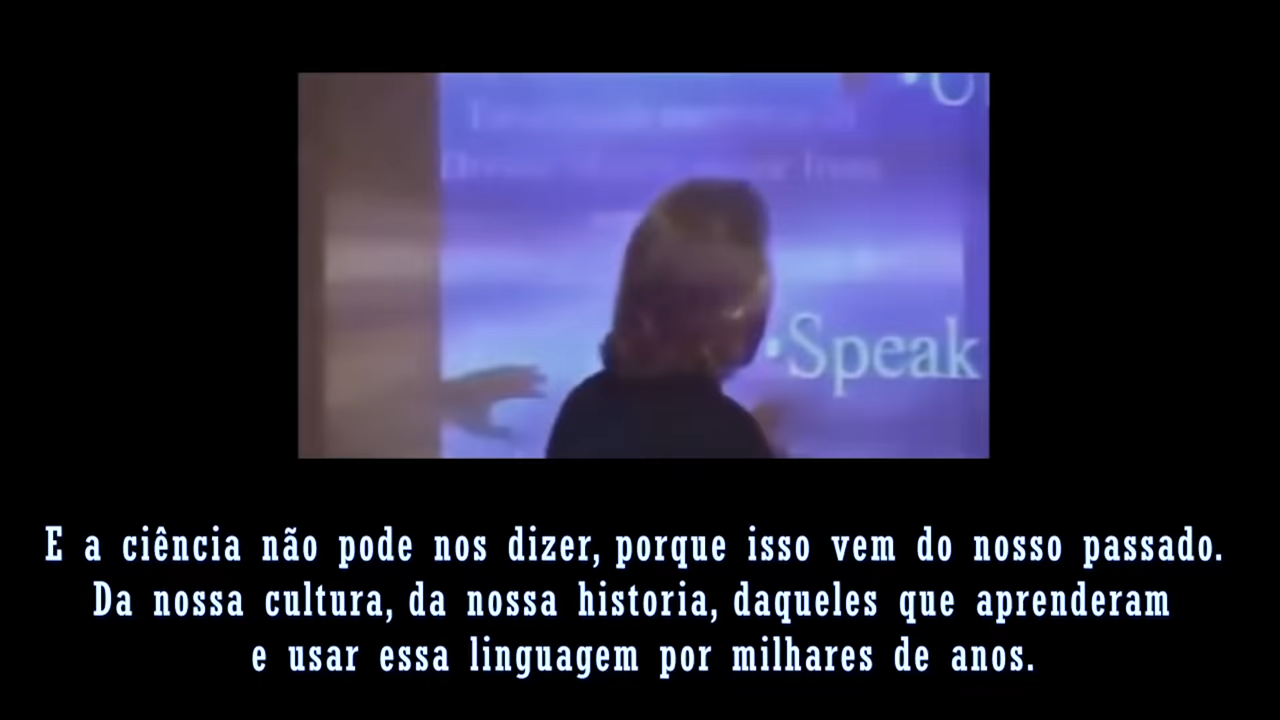 •U
•Speak
E a ciência não pode nos dizer, porque isso vem do nosso passado.
Da nossa cultura, da nossa historia, daqueles que aprenderam
e usar essa linguagem por milhares de anos.